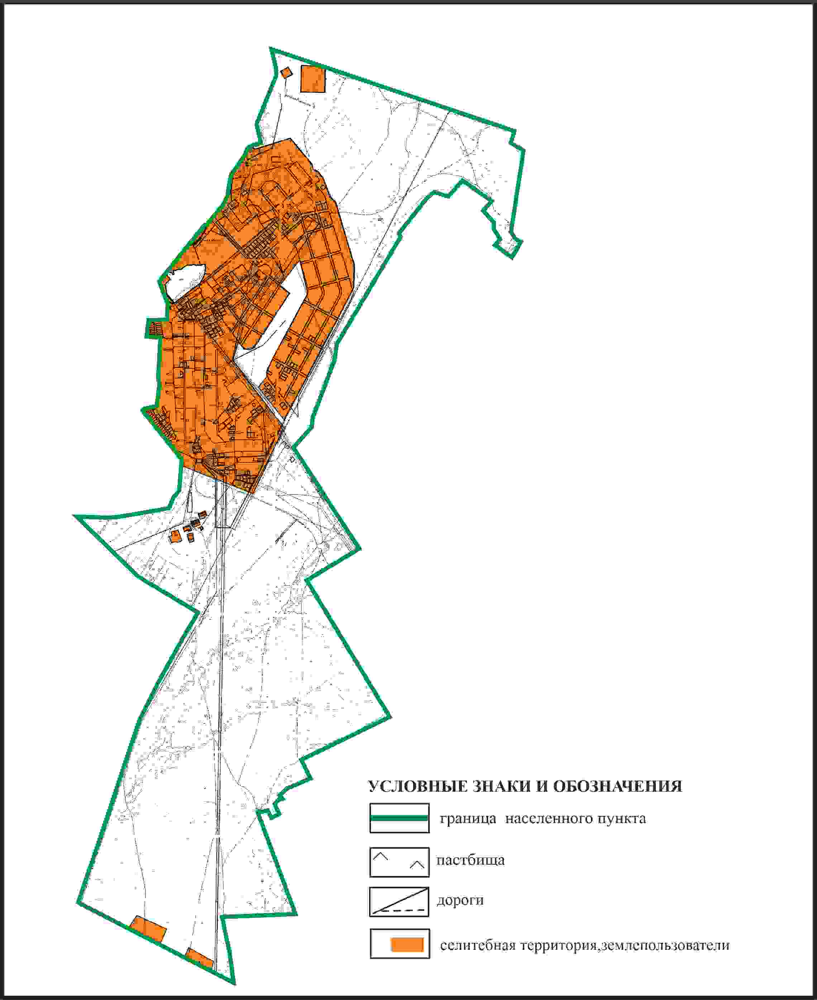 УСЛОВНЫЕ ЗНАКИ И ОБОЗНАЧЕНИЯ
граница населенного пункта
пастбища
дороги
селитебная территория,землепользователи